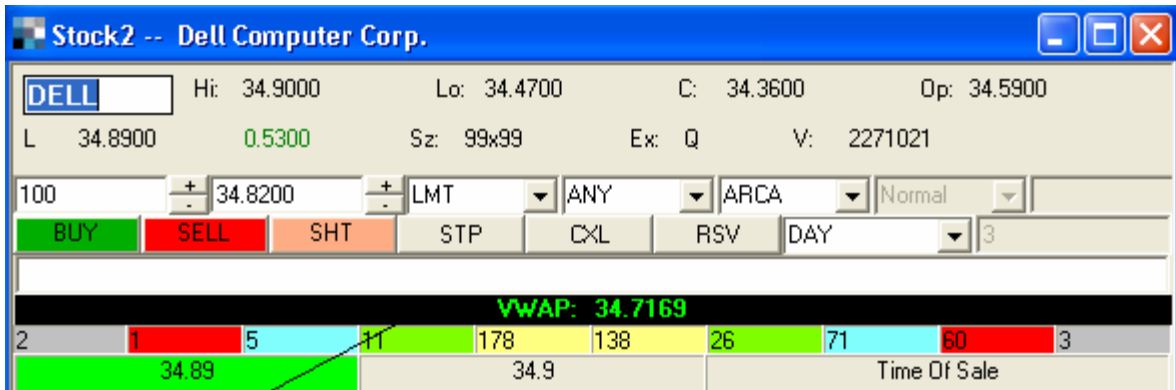 Stock2 -- Dell Computer Corp.
DELL Hi: 34.9000 Lo: 34.4700 C: 34.3600 Op: 34.5900
L 34.8900 0.5300 Sz: 99x99 Ex: Q V: 2271021
100 + - 34.8200 + - LMT ANY ARCA Normal
BUY SELL SHT STP CXL RSV DAY 3
VWAP: 34.7169
2 1 5 11 178 138 26 71 60 3
34.89 34.9 Time Of Sale